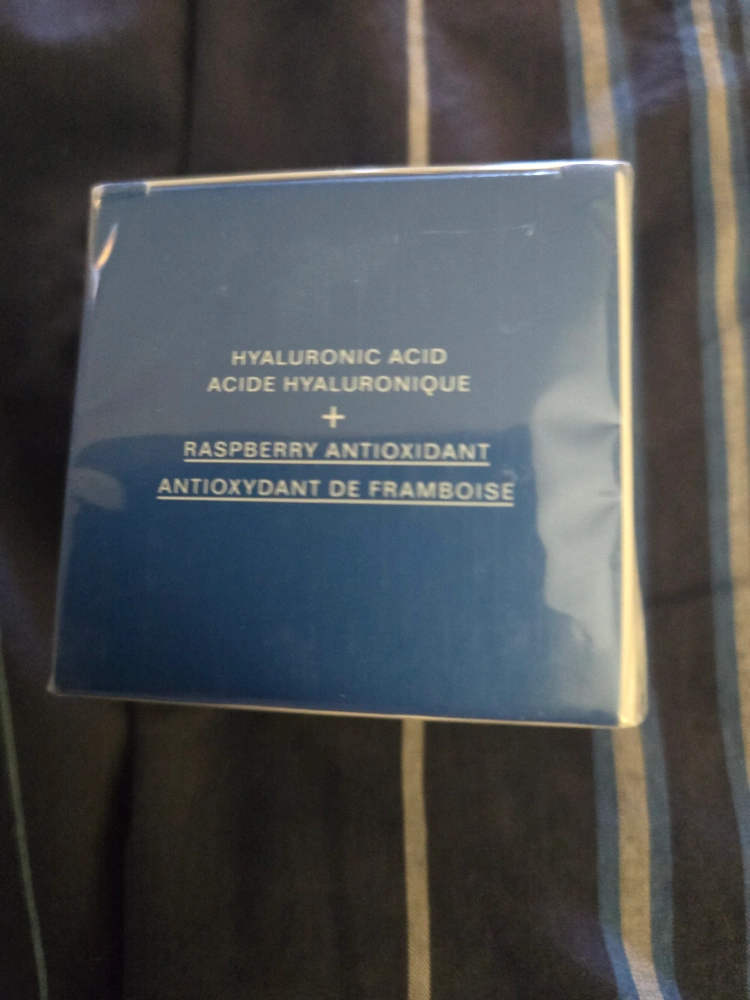 HYALURONIC ACID
ACIDE HYALURONIQUE
+
RASPBERRY ANTIOXIDANT
ANTIOXYDANT DE FRAMBOISE